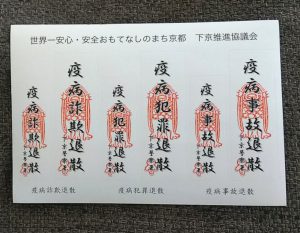 世界一安心・安全おもてなしのまち京都　下京推進協議会
疫病詐欺退散
疫病詐欺退散
疫病犯罪退散
疫病犯罪退散
疫病事故退散
疫病事故退散
疫病詐欺退散
疫病犯罪退散
疫病事故退散